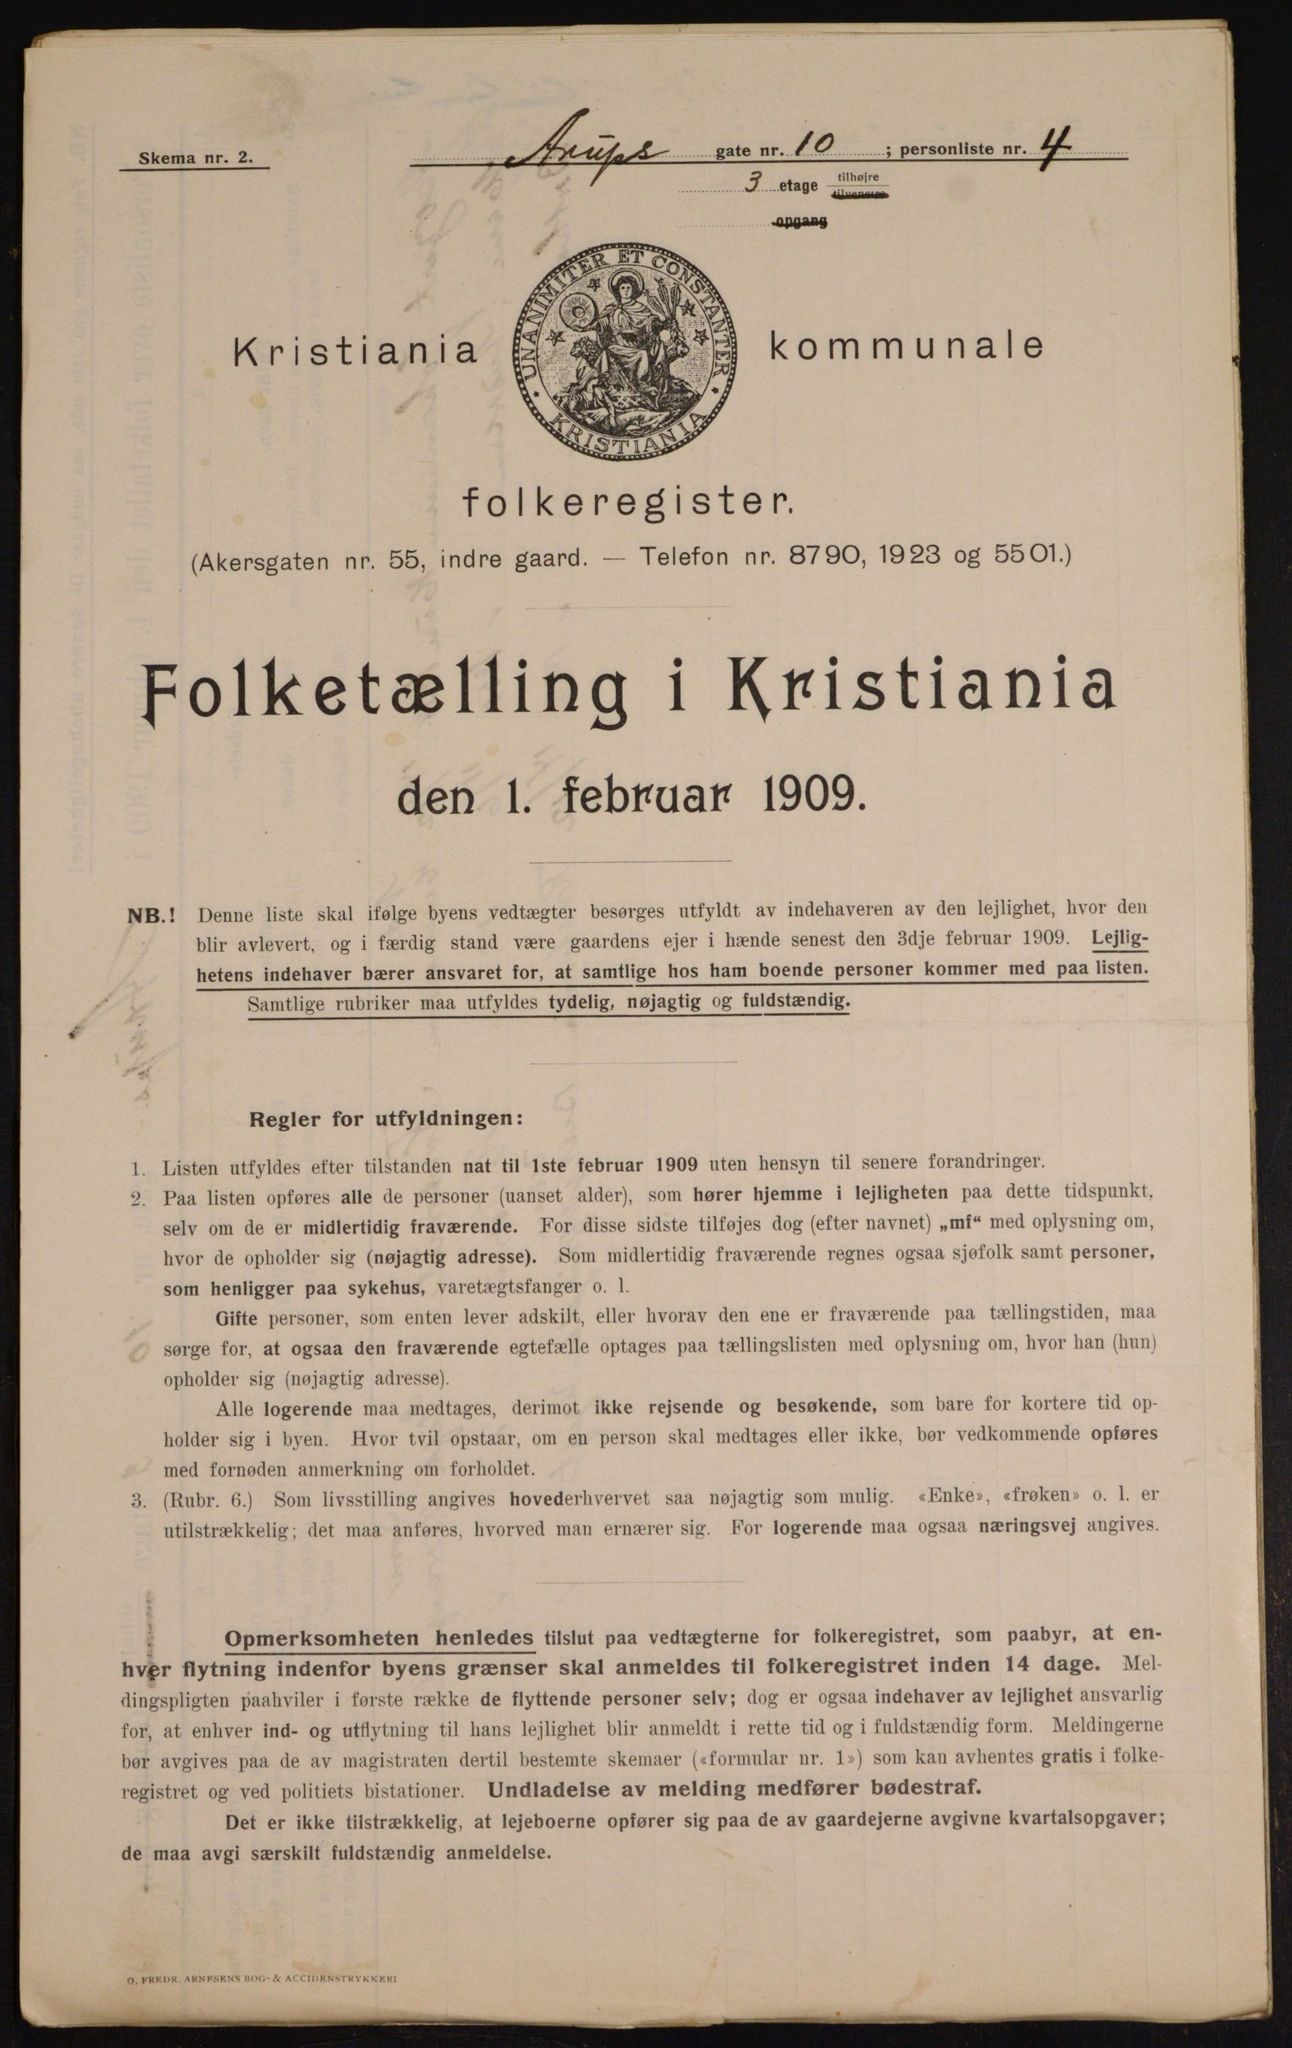 Skema nr. 2.
Arups gate nr. 10 ; personliste nr. 4
3 etage tilhøjre
tilvenstre
opgang
UNANIMITER ET CONSTANTER
KRISTIANIA
Kristiania kommunale
folkeregister.
(Akersgaten nr. 55, indre gaard. — Telefon nr. 8790, 1923 og 5501.)
Folketælling i Kristiania
den 1. februar 1909.
NB.! Denne liste skal ifølge byens vedtægter besørges utfyldt av indehaveren av den lejlighet, hvor den
blir avlevert, og i færdig stand være gaardens ejer i hænde senest den 3dje februar 1909. Lejlig-
hetens indehaver bærer ansvaret for, at samtlige hos ham boende personer kommer med paa listen.
Samtlige rubriker maa utfyldes tydelig, nøjagtig og fuldstændig.
Regler for utfyldningen:
1. Listen utfyldes efter tilstanden nat til 1ste februar 1909 uten hensyn til senere forandringer.
2. Paa listen opføres alle de personer (uanset alder), som hører hjemme i lejligheten paa dette tidspunkt,
selv om de er midlertidig fraværende. For disse sidste tilføjes dog (efter navnet) „mf“ med oplysning om,
hvor de opholder sig (nøjagtig adresse). Som midlertidig fraværende regnes ogsaa sjøfolk samt personer,
som henligger paa sykehus, varetægtsfanger o. l.
Gifte personer, som enten lever adskilt, eller hvorav den ene er fraværende paa tællingstiden, maa
sørge for, at ogsaa den fraværende egtefælle optages paa tællingslisten med oplysning om, hvor han (hun)
opholder sig (nøjagtig adresse).
Alle logerende maa medtages, derimot ikke rejsende og besøkende, som bare for kortere tid op-
holder sig i byen. Hvor tvil opstaar, om en person skal medtages eller ikke, bør vedkommende opføres
med fornøden anmerkning om forholdet.
3. (Rubr. 6.) Som livsstilling angives hovederhvervet saa nøjagtig som mulig. «Enke», «frøken» o. l. er
utilstrækkelig; det maa anføres, hvorved man ernærer sig. For logerende maa ogsaa næringsvej angives.
Opmerksomheten henledes tilslut paa vedtægterne for folkeregistret, som paabyr, at en-
hver flytning indenfor byens grænser skal anmeldes til folkeregistret inden 14 dage. Mel-
dingspligten paahviler i første række de flyttende personer selv; dog er ogsaa indehaver av lejlighet ansvarlig
for, at enhver ind- og utflytning til hans lejlighet blir anmeldt i rette tid og i fuldstændig form. Meldingerne
bør avgives paa de av magistraten dertil bestemte skemaer («formular nr. 1») som kan avhentes gratis i folke-
registret og ved politiets bistationer. Undladelse av melding medfører bødestraf.
Det er ikke tilstrækkelig, at lejeboerne opfører sig paa de av gaardejerne avgivne kvartalsopgaver;
de maa avgi særskilt fuldstændig anmeldelse.
O. FREDR. ARNESENS BOG- & ACCIDENSTRYKKERI